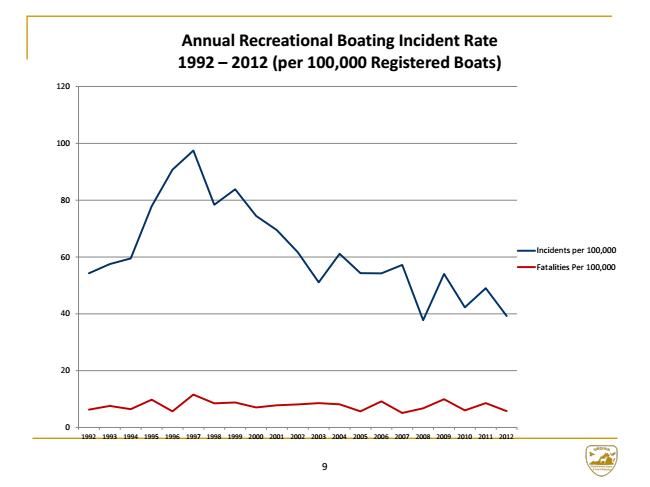 Annual Recreational Boating Incident Rate
1992 – 2012 (per 100,000 Registered Boats)
120
100
80
60
40
20
0
Incidents per 100,000
Fatalities Per 100,000
1992 1993 1994 1995 1996 1997 1998 1999 2000 2001 2002 2003 2004 2005 2006 2007 2008 2009 2010 2011 2012
9